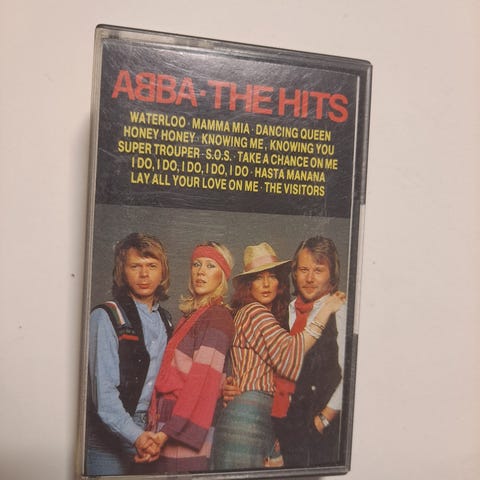 ABBA·THE HITS
WATERLOO · MAMMA MIA · DANCING QUEEN
HONEY HONEY · KNOWING ME, KNOWING YOU
SUPER TROUPER · S.O.S. · TAKE A CHANCE ON ME
I DO, I DO, I DO, I DO, I DO · HASTA MANANA
LAY ALL YOUR LOVE ON ME · THE VISITORS